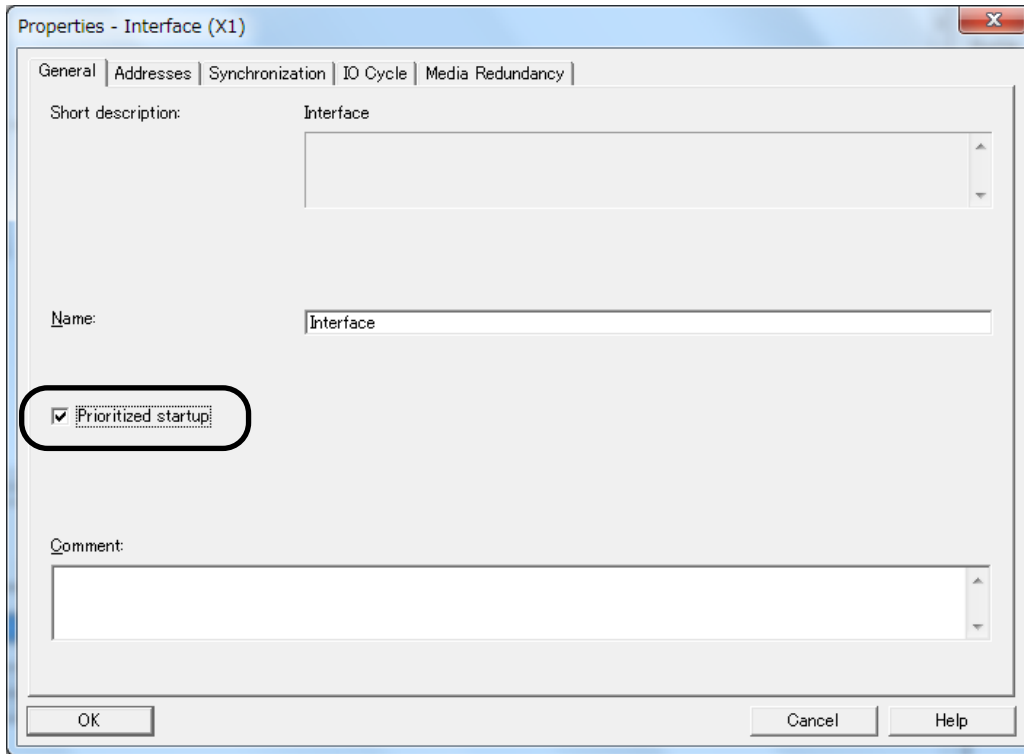 Properties - Interface (X1)
General Addresses Synchronization IO Cycle Media Redundancy
Short description: Interface
Name: Interface
Prioritized startup
Comment:
OK Cancel Help